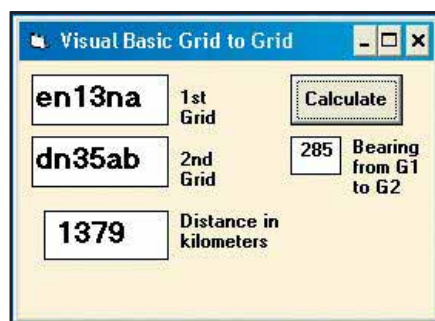 Visual Basic Grid to Grid
en13na
1st
Grid
Calculate
dn35ab
2nd
Grid
285
Bearing
from G1
to G2
1379
Distance in
kilometers